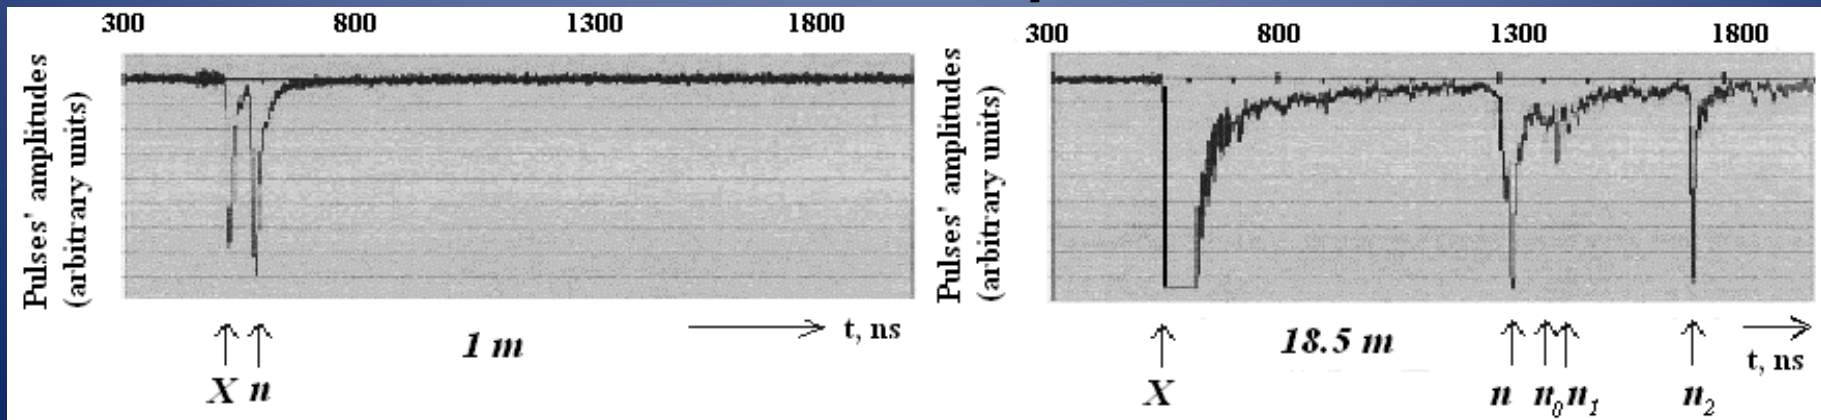 300 800 1300 1800
Pulses' amplitudes
(arbitrary units)
1 m
t, ns
X n
300 800 1300 1800
Pulses' amplitudes
(arbitrary units)
18.5 m
t, ns
X n n₀ n₁ n₂